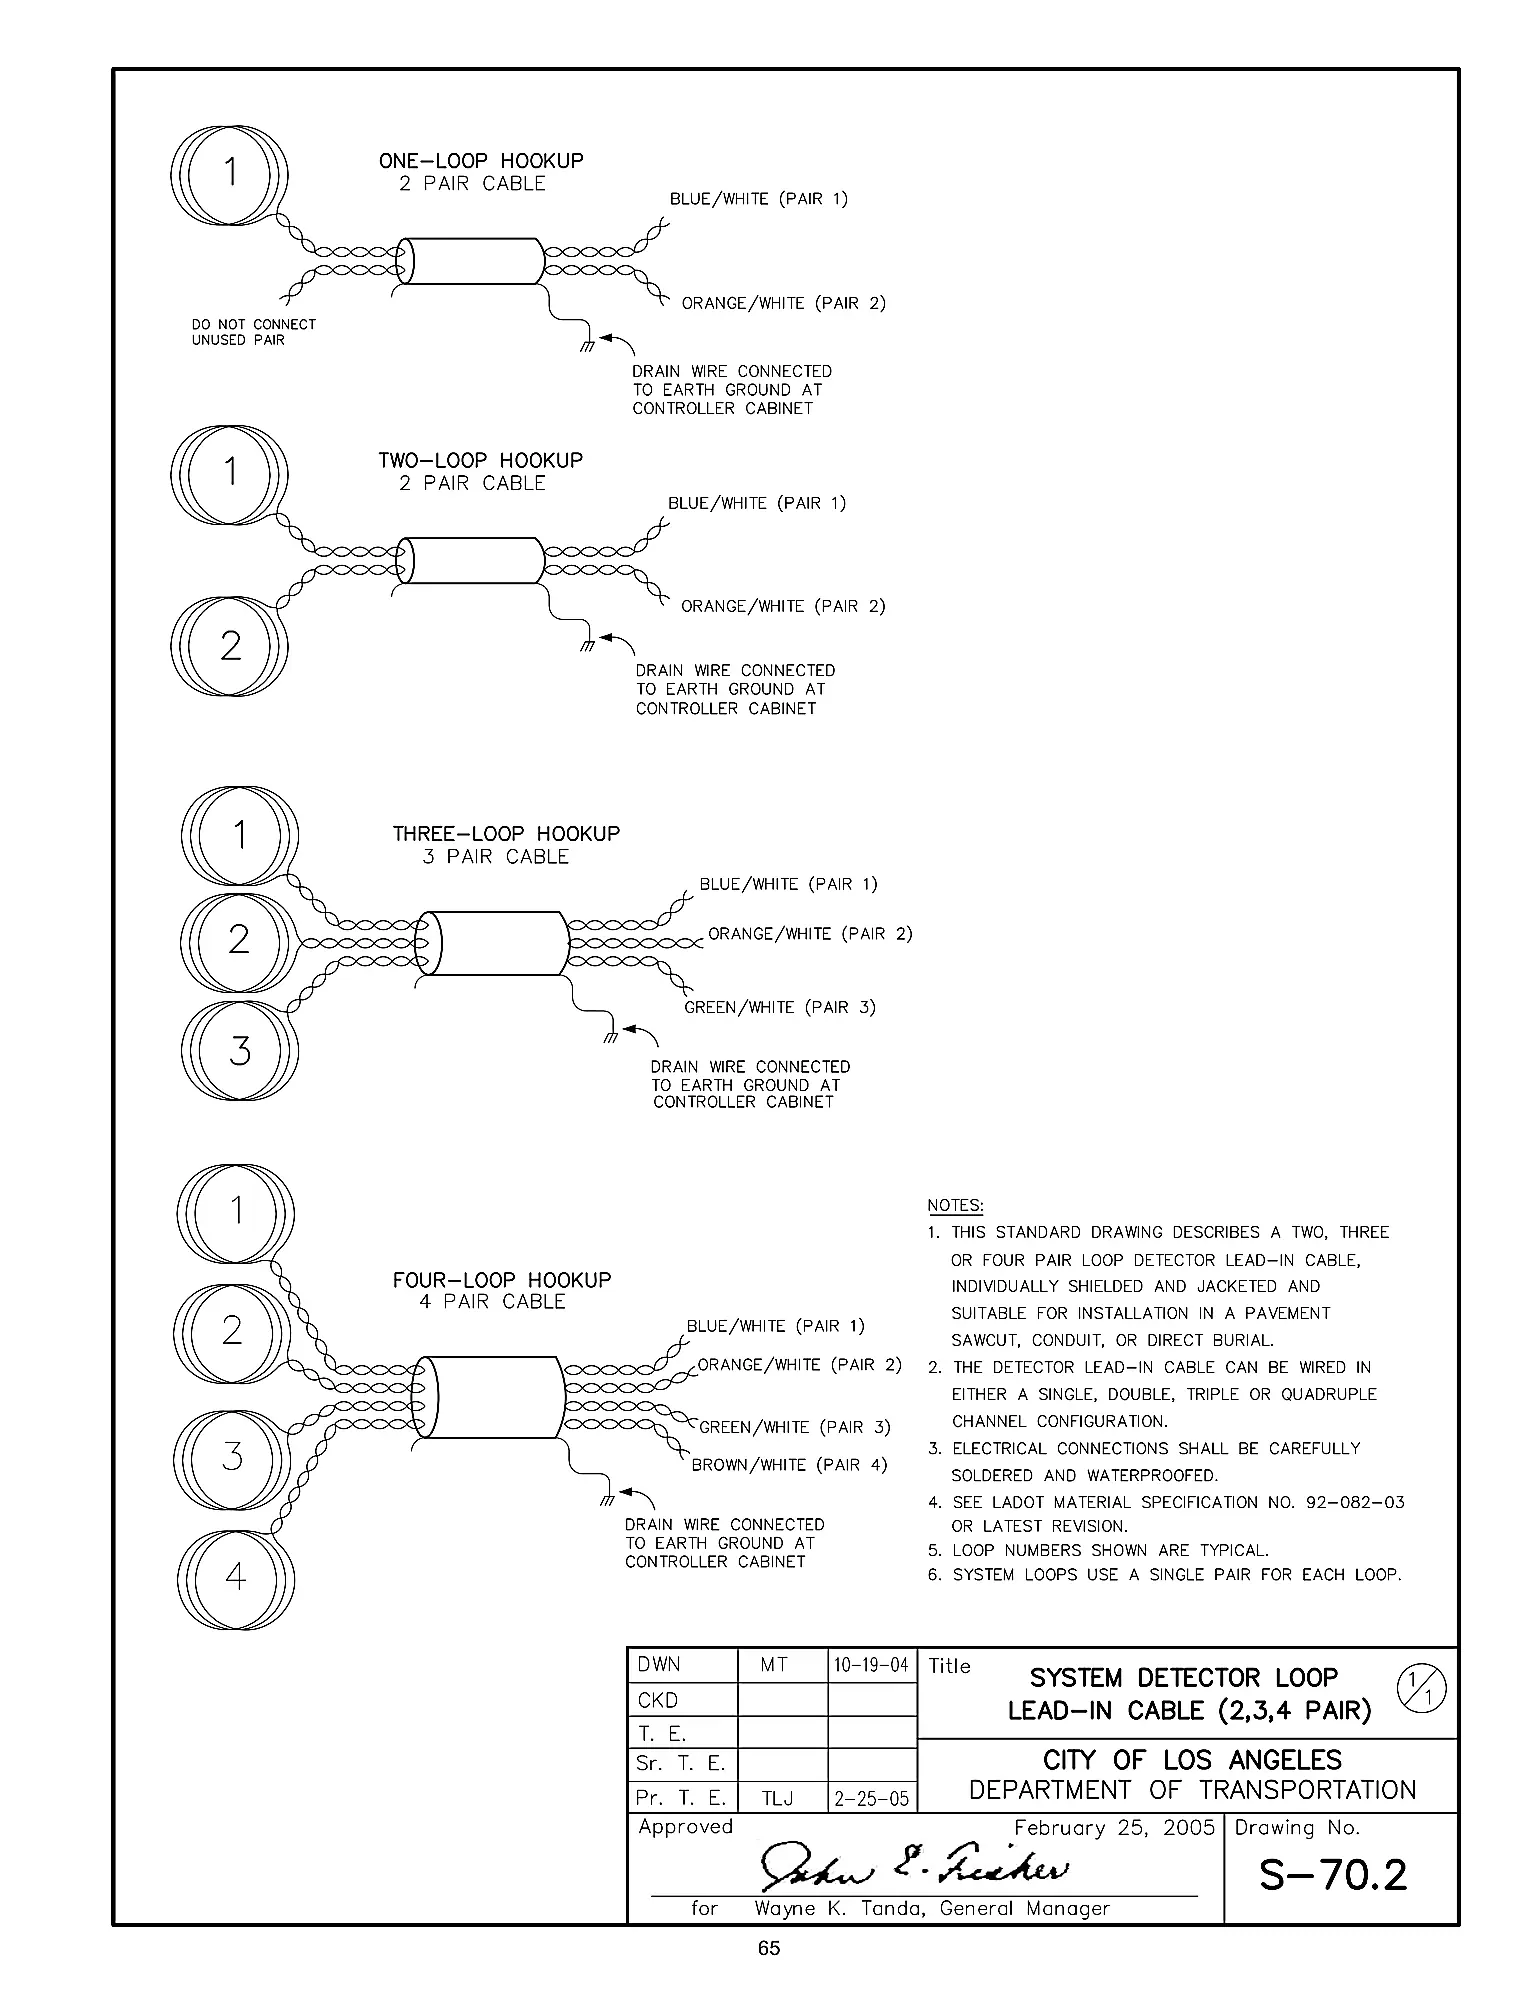 1
ONE-LOOP HOOKUP
2 PAIR CABLE
BLUE/WHITE (PAIR 1)
ORANGE/WHITE (PAIR 2)
DO NOT CONNECT
UNUSED PAIR
DRAIN WIRE CONNECTED
TO EARTH GROUND AT
CONTROLLER CABINET
1
TWO-LOOP HOOKUP
2 PAIR CABLE
BLUE/WHITE (PAIR 1)
ORANGE/WHITE (PAIR 2)
2
DRAIN WIRE CONNECTED
TO EARTH GROUND AT
CONTROLLER CABINET
1
THREE-LOOP HOOKUP
3 PAIR CABLE
BLUE/WHITE (PAIR 1)
2
ORANGE/WHITE (PAIR 2)
GREEN/WHITE (PAIR 3)
3
DRAIN WIRE CONNECTED
TO EARTH GROUND AT
CONTROLLER CABINET
1
FOUR-LOOP HOOKUP
4 PAIR CABLE
2
BLUE/WHITE (PAIR 1)
ORANGE/WHITE (PAIR 2)
GREEN/WHITE (PAIR 3)
3
BROWN/WHITE (PAIR 4)
DRAIN WIRE CONNECTED
TO EARTH GROUND AT
CONTROLLER CABINET
4
NOTES:
1. THIS STANDARD DRAWING DESCRIBES A TWO, THREE
OR FOUR PAIR LOOP DETECTOR LEAD-IN CABLE,
INDIVIDUALLY SHIELDED AND JACKETED AND
SUITABLE FOR INSTALLATION IN A PAVEMENT
SAWCUT, CONDUIT, OR DIRECT BURIAL.
2. THE DETECTOR LEAD-IN CABLE CAN BE WIRED IN
EITHER A SINGLE, DOUBLE, TRIPLE OR QUADRUPLE
CHANNEL CONFIGURATION.
3. ELECTRICAL CONNECTIONS SHALL BE CAREFULLY
SOLDERED AND WATERPROOFED.
4. SEE LADOT MATERIAL SPECIFICATION NO. 92-082-03
OR LATEST REVISION.
5. LOOP NUMBERS SHOWN ARE TYPICAL.
6. SYSTEM LOOPS USE A SINGLE PAIR FOR EACH LOOP.
DWN MT 10-19-04
CKD
T. E.
Sr. T. E.
Pr. T. E. TLJ 2-25-05
Title
SYSTEM DETECTOR LOOP
LEAD-IN CABLE (2,3,4 PAIR)
1/1
CITY OF LOS ANGELES
DEPARTMENT OF TRANSPORTATION
Approved February 25, 2005
John E. Fisher
for Wayne K. Tanda, General Manager
Drawing No.
S-70.2
65